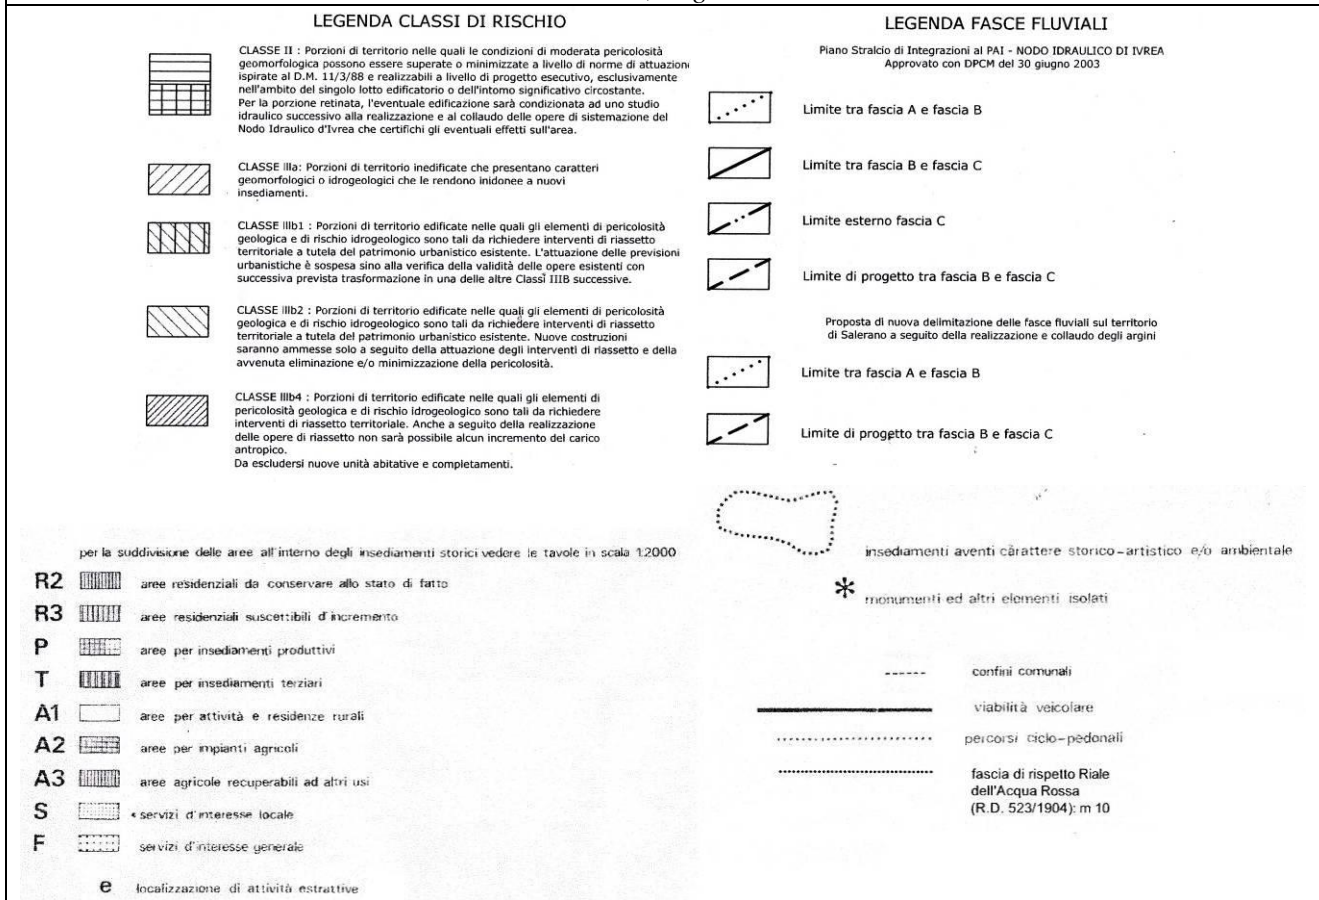 LEGENDA CLASSI DI RISCHIO
CLASSE II : Porzioni di territorio nelle quali le condizioni di moderata pericolosità
geomorfologica possono essere superate o minimizzate a livello di norme di attuazione
ispirate al D.M. 11/3/88 e realizzabili a livello di progetto esecutivo, esclusivamente
nell'ambito del singolo lotto edificatorio o dell'intorno significativo circostante.
Per la porzione retinata, l'eventuale edificazione sarà condizionata ad uno studio
idraulico successivo alla realizzazione e al collaudo delle opere di sistemazione del
Nodo Idraulico d'Ivrea che certifichi gli eventuali effetti sull'area.
CLASSE IIIa: Porzioni di territorio inedificate che presentano caratteri
geomorfologici o idrogeologici che le rendono inidonee a nuovi
insediamenti.
CLASSE IIIb1 : Porzioni di territorio edificate nelle quali gli elementi di pericolosità
geologica e di rischio idrogeologico sono tali da richiedere interventi di riassetto
territoriale a tutela del patrimonio urbanistico esistente. L'attuazione delle previsioni
urbanistiche è sospesa sino alla verifica della validità delle opere esistenti con
successiva prevista trasformazione in una delle altre Classi IIIB successive.
CLASSE IIIb2 : Porzioni di territorio edificate nelle quali gli elementi di pericolosità
geologica e di rischio idrogeologico sono tali da richiedere interventi di riassetto
territoriale a tutela del patrimonio urbanistico esistente. Nuove costruzioni
saranno ammesse solo a seguito della attuazione degli interventi di riassetto e della
avvenuta eliminazione e/o minimizzazione della pericolosità.
CLASSE IIIb4 : Porzioni di territorio edificate nelle quali gli elementi di
pericolosità geologica e di rischio idrogeologico sono tali da richiedere
interventi di riassetto territoriale. Anche a seguito della realizzazione
delle opere di riassetto non sarà possibile alcun incremento del carico
antropico.
Da escludersi nuove unità abitative e completamenti.
LEGENDA FASCE FLUVIALI
Piano Stralcio di Integrazioni al PAI - NODO IDRAULICO DI IVREA
Approvato con DPCM del 30 giugno 2003
Limite tra fascia A e fascia B
Limite tra fascia B e fascia C
Limite esterno fascia C
Limite di progetto tra fascia B e fascia C
Proposta di nuova delimitazione delle fasce fluviali sul territorio
di Salerano a seguito della realizzazione e collaudo degli argini
Limite tra fascia A e fascia B
Limite di progetto tra fascia B e fascia C
per la suddivisione delle aree all'interno degli insediamenti storici vedere le tavole in scala 1:2000
R2 aree residenziali da conservare allo stato di fatto
R3 aree residenziali suscettibili d'incremento
P aree per insediamenti produttivi
T aree per insediamenti terziari
A1 aree per attività e residenze rurali
A2 aree per impianti agricoli
A3 aree agricole recuperabili ad altri usi
S servizi d'interesse locale
F servizi d'interesse generale
e localizzazione di attività estrattive
insediamenti aventi carattere storico-artistico e/o ambientale
* monumenti ed altri elementi isolati
confini comunali
viabilità veicolare
percorsi ciclo-pedonali
fascia di rispetto Riale
dell'Acqua Rossa
(R.D. 523/1904): m 10